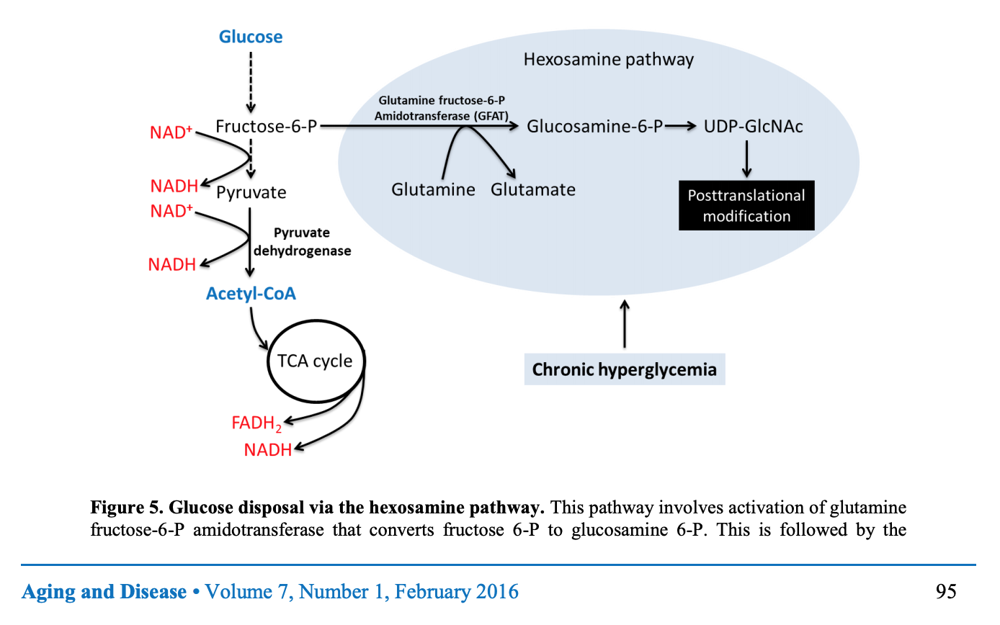 Glucose
Hexosamine pathway
Glutamine fructose-6-P
Amidotransferase (GFAT)
NAD⁺
Fructose-6-P
Glucosamine-6-P
UDP-GlcNAc
NADH
Pyruvate
Glutamine
Glutamate
Posttranslational
modification
NAD⁺
Pyruvate
dehydrogenase
NADH
Acetyl-CoA
TCA cycle
Chronic hyperglycemia
FADH₂
NADH
Figure 5. Glucose disposal via the hexosamine pathway. This pathway involves activation of glutamine
fructose-6-P amidotransferase that converts fructose 6-P to glucosamine 6-P. This is followed by the
Aging and Disease • Volume 7, Number 1, February 2016
95